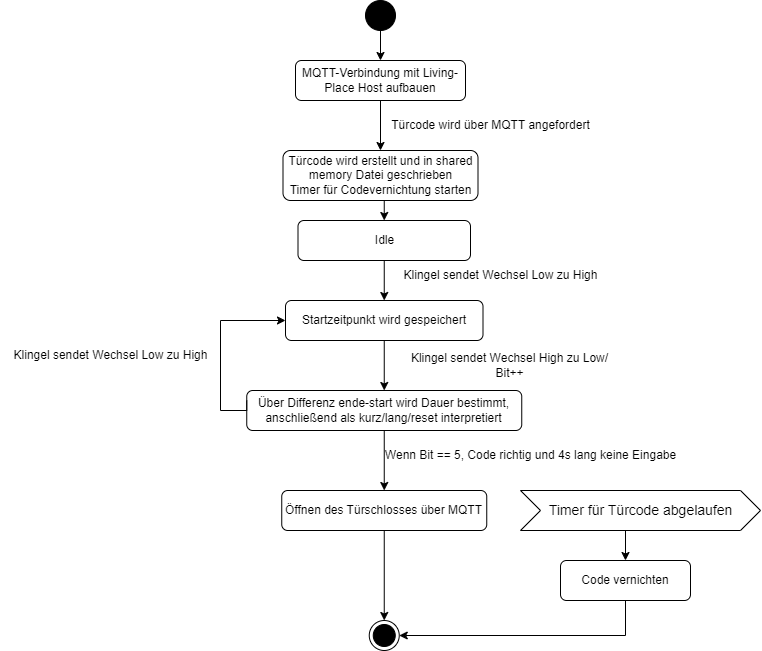 MQTT-Verbindung mit Living-
Place Host aufbauen
Türcode wird über MQTT angefordert
Türcode wird erstellt und in shared
memory Datei geschrieben
Timer für Codevernichtung starten
Idle
Klingel sendet Wechsel Low zu High
Startzeitpunkt wird gespeichert
Klingel sendet Wechsel Low zu High
Klingel sendet Wechsel High zu Low/
Bit++
Über Differenz ende-start wird Dauer bestimmt,
anschließend als kurz/lang/reset interpretiert
Wenn Bit == 5, Code richtig und 4s lang keine Eingabe
Öffnen des Türschlosses über MQTT
Timer für Türcode abgelaufen
Code vernichten